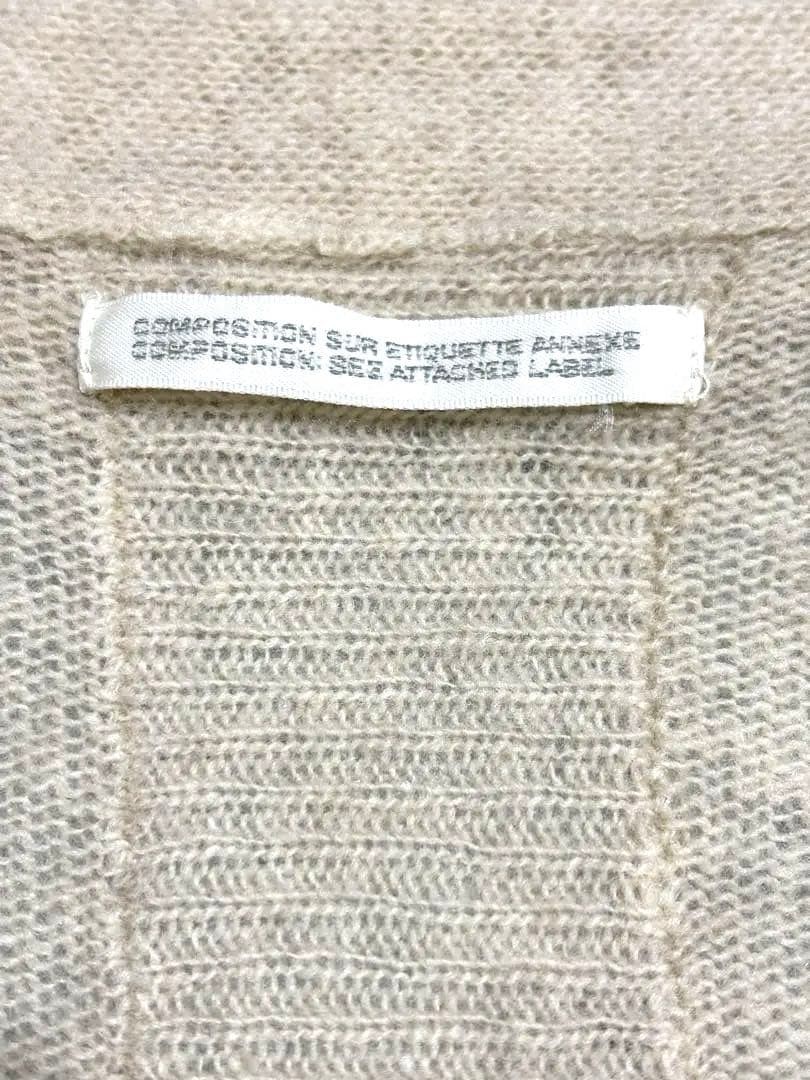 COMPOSITION SUR ETIQUETTE ANNEXE
COMPOSITION: SEE ATTACHED LABEL